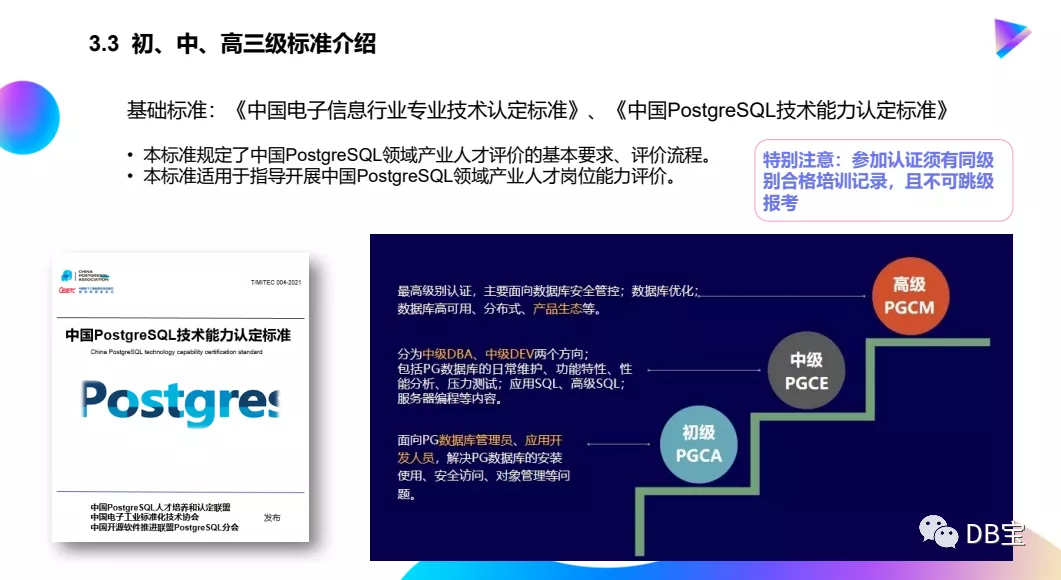 3.3 初、中、高三级标准介绍
基础标准：《中国电子信息行业专业技术认定标准》、《中国PostgreSQL技术能力认定标准》
• 本标准规定了中国PostgreSQL领域产业人才评价的基本要求、评价流程。
• 本标准适用于指导开展中国PostgreSQL领域产业人才岗位能力评价。
特别注意：参加认证须有同级
别合格培训记录，且不可跳级
报考
CHINA
POSTGRESQL
ASSOCIATION
T/MITEC 004-2021
中国PostgreSQL技术能力认定标准
China PostgreSQL technology capability certification standard
Postgres
中国PostgreSQL人才培养和认定联盟
中国电子工业标准化技术协会
中国开源软件推进联盟PostgreSQL分会
发布
最高级别认证，主要面向数据库安全管控；数据库优化;
数据库高可用、分布式、产品生态等。
高级
PGCM
分为中级DBA、中级DEV两个方向；
包括PG数据库的日常维护、功能特性、性
能分析、压力测试；应用SQL、高级SQL；
服务器编程等内容。
中级
PGCE
面向PG数据库管理员、应用开
发人员，解决PG数据库的安装
使用、安全访问、对象管理等问
题。
初级
PGCA
DB宝